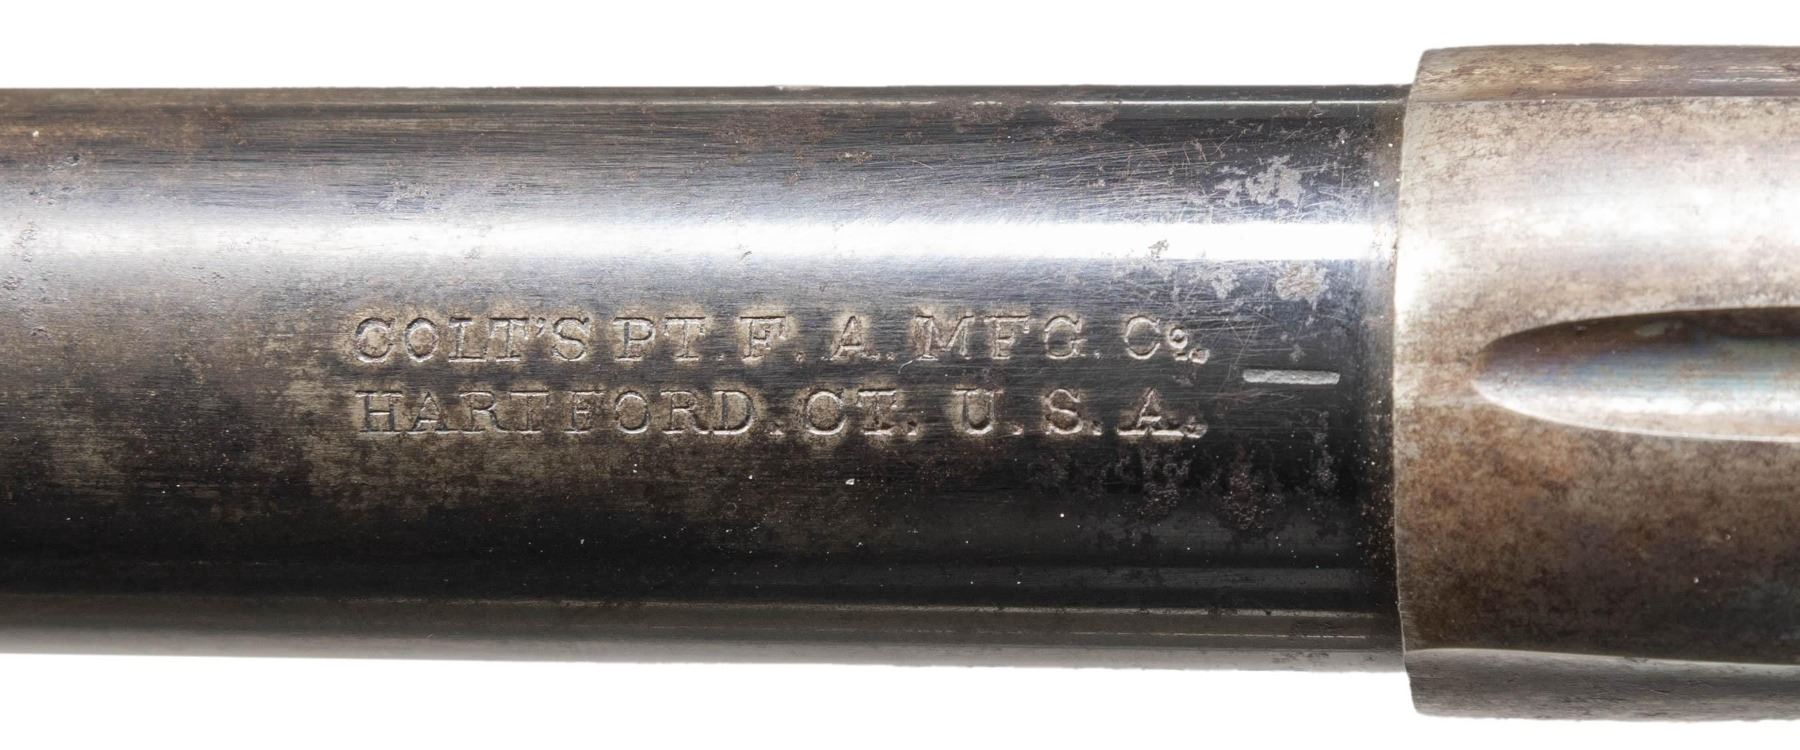 COLT'S PT. F. A. MFG. Co.
HARTFORD. CT. U. S. A.